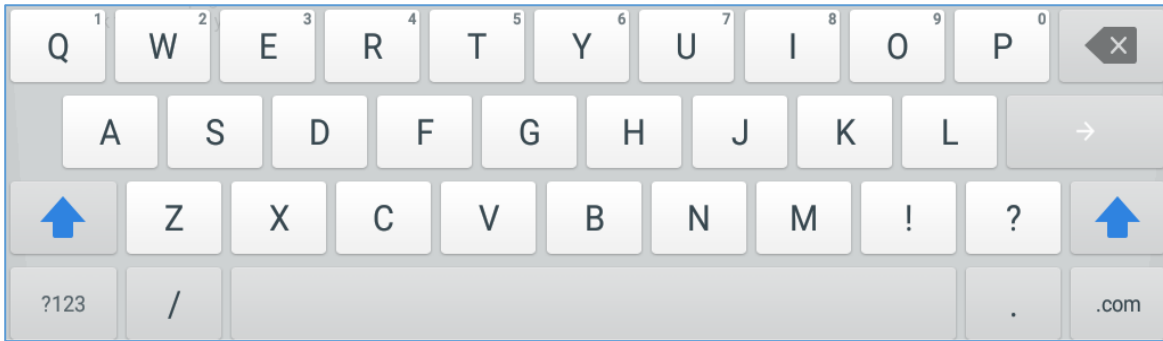 Q 1 W 2 E 3 R 4 T 5 Y 6 U 7 I 8 O 9 P 0
A S D F G H J K L
Z X C V B N M ! ?
?123 / . .com